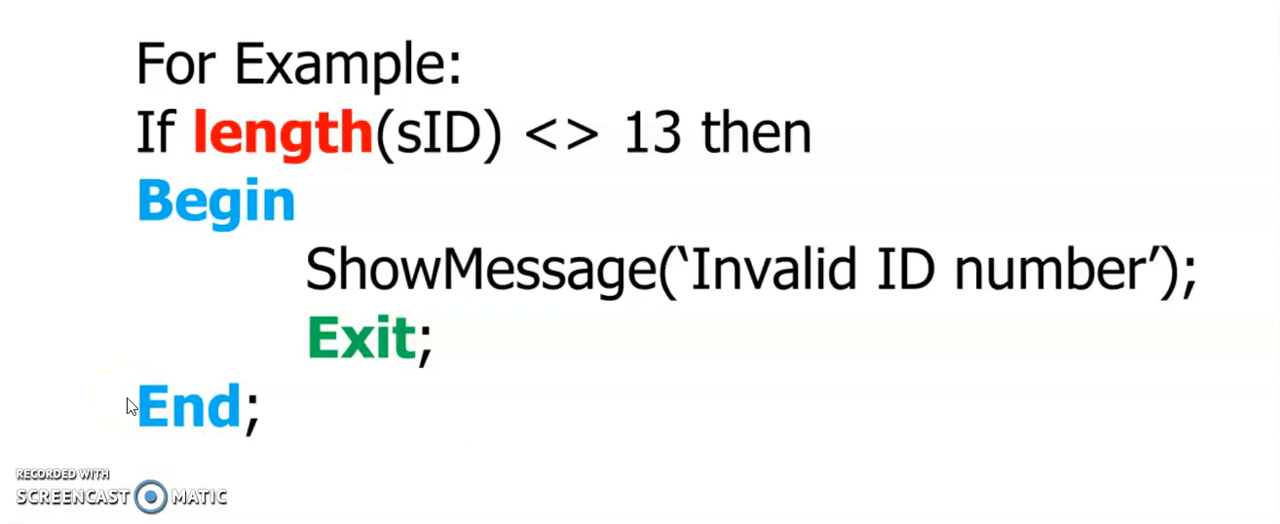 For Example:
If length(sID) <> 13 then
Begin
ShowMessage(‘Invalid ID number’);
Exit;
End;
RECORDED WITH
SCREENCAST MATIC